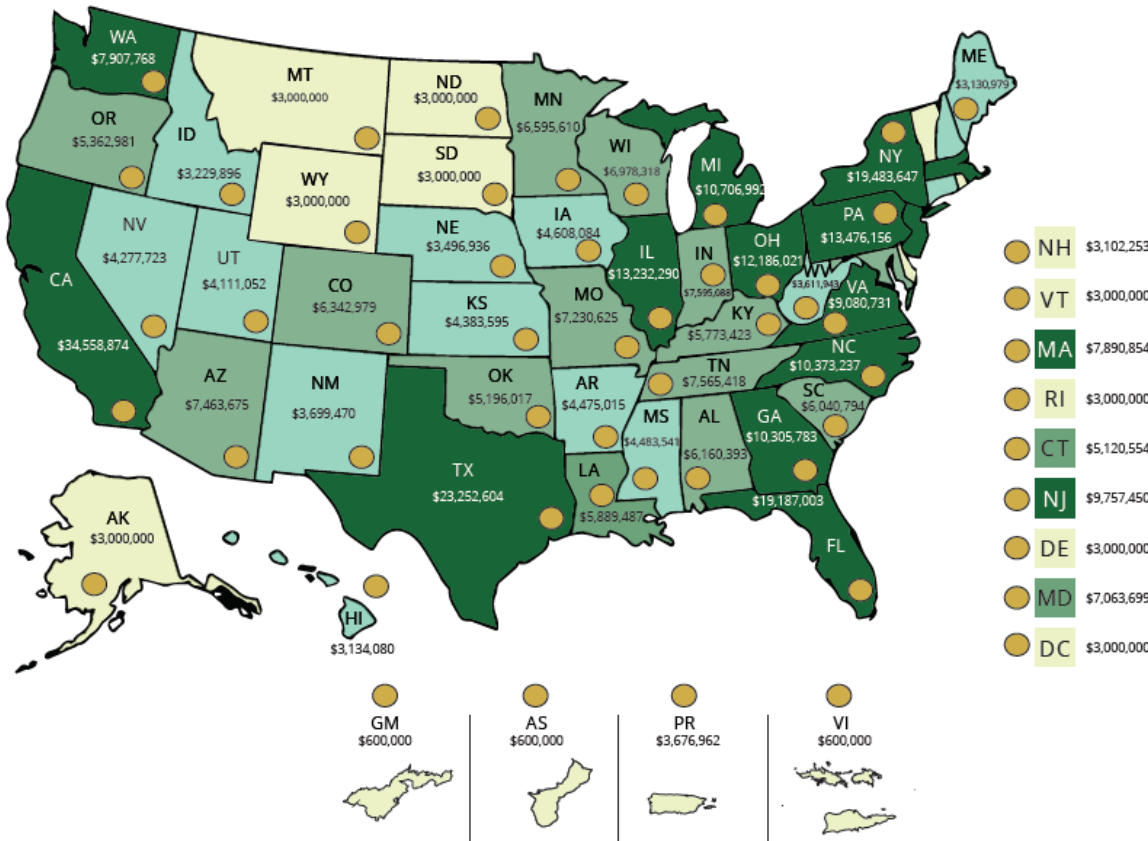 WA
$7,907,768
MT
$3,000,000
ND
$3,000,000
MN
$6,595,610
ME
$3,130,979
OR
$5,362,981
ID
$3,229,896
SD
$3,000,000
WI
$6,978,318
MI
$10,706,992
NY
$19,483,647
WY
$3,000,000
NV
$4,277,723
UT
$4,111,052
NE
$3,496,936
IA
$4,608,084
PA
$13,476,156
CA
$34,558,874
CO
$6,342,979
KS
$4,383,595
MO
$7,230,625
IL
$13,232,290
IN
$7,595,088
OH
$12,186,021
WV
$3,611,943
VA
$9,080,731
KY
$5,773,423
NC
$10,373,237
TN
$7,565,418
SC
$6,040,794
AZ
$7,463,675
NM
$3,699,470
OK
$5,196,017
AR
$4,475,015
MS
$4,483,541
AL
$6,160,393
GA
$10,305,783
TX
$23,252,604
LA
$5,889,487
$19,187,003
FL
AK
$3,000,000
HI
$3,134,080
NH $3,102,253
VT $3,000,000
MA $7,890,854
RI $3,000,000
CT $5,120,554
NJ $9,757,450
DE $3,000,000
MD $7,063,699
DC $3,000,000
GM
$600,000
AS
$600,000
PR
$3,676,962
VI
$600,000